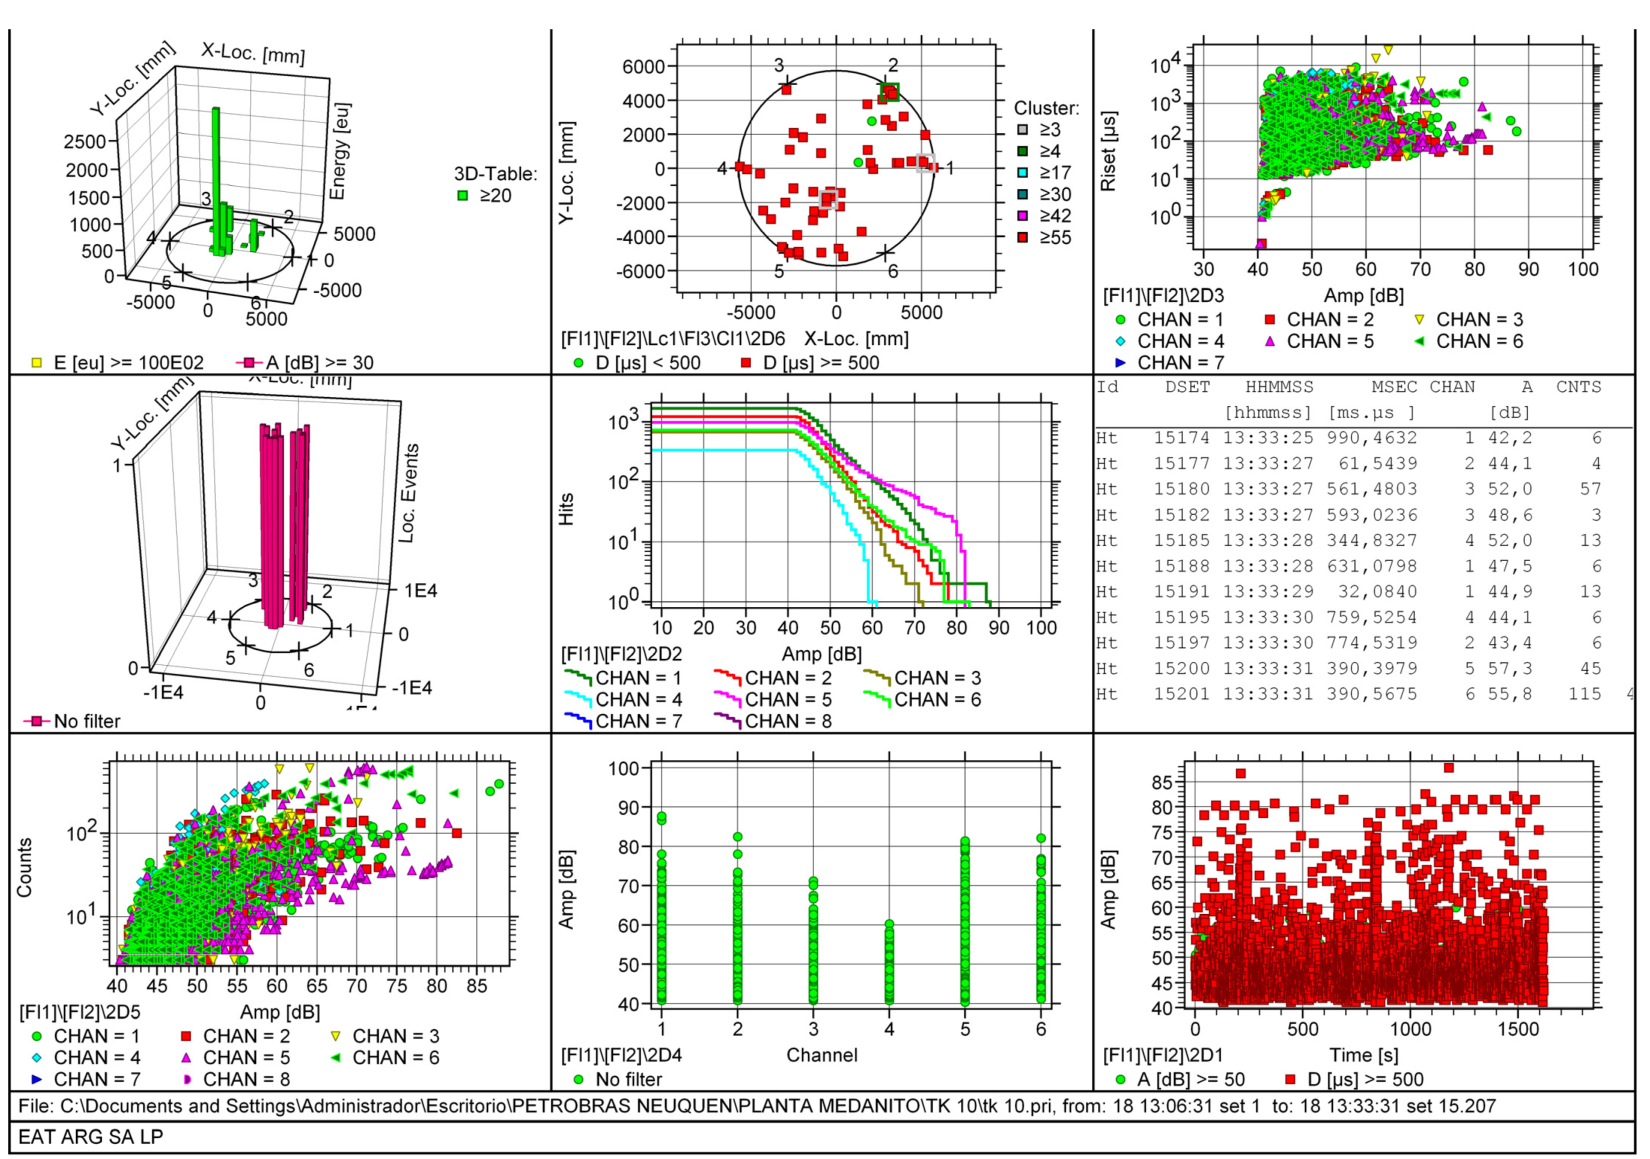 X-Loc. [mm]
Y-Loc. [mm]
Energy [eu]
2500
2000
1500
1000
500
0
3
2
4
1
5
6
5000
0
-5000
-5000
0
5000
3D-Table:
≥20
E [eu] >= 100E02
A [dB] >= 30
6000
4000
2000
0
-2000
-4000
-6000
Y-Loc. [mm]
3
2
4
1
5
6
-5000
0
5000
[Fl1]\[Fl2]\Lc1\Fl3\Cl1\2D6 X-Loc. [mm]
D [µs] < 500
D [µs] >= 500
Cluster:
≥3
≥4
≥17
≥30
≥42
≥55
Riset [µs]
10^4
10^3
10^2
10^1
10^0
30 40 50 60 70 80 90 100
[Fl1]\[Fl2]\2D3 Amp [dB]
CHAN = 1 CHAN = 2 CHAN = 3
CHAN = 4 CHAN = 5 CHAN = 6
CHAN = 7
X-Loc. [mm]
Y-Loc. [mm]
Loc. Events
1
0
3
2
4
1
5
6
1E4
0
-1E4
-1E4
0
1E4
No filter
Hits
10^3
10^2
10^1
10^0
10 20 30 40 50 60 70 80 90 100
[Fl1]\[Fl2]\2D2 Amp [dB]
CHAN = 1 CHAN = 2 CHAN = 3
CHAN = 4 CHAN = 5 CHAN = 6
CHAN = 7 CHAN = 8
Id DSET HHMMSS MSEC CHAN A CNTS
[hhmmss] [ms.µs ] [dB]
Ht 15174 13:33:25 990,4632 1 42,2 6
Ht 15177 13:33:27 61,5439 2 44,1 4
Ht 15180 13:33:27 561,4803 3 52,0 57
Ht 15182 13:33:27 593,0236 3 48,6 3
Ht 15185 13:33:28 344,8327 4 52,0 13
Ht 15188 13:33:28 631,0798 1 47,5 6
Ht 15191 13:33:29 32,0840 1 44,9 13
Ht 15195 13:33:30 759,5254 4 44,1 6
Ht 15197 13:33:30 774,5319 2 43,4 6
Ht 15200 13:33:31 390,3979 5 57,3 45
Ht 15201 13:33:31 390,5675 6 55,8 115 4
Counts
10^2
10^1
40 45 50 55 60 65 70 75 80 85
[Fl1]\[Fl2]\2D5 Amp [dB]
CHAN = 1 CHAN = 2 CHAN = 3
CHAN = 4 CHAN = 5 CHAN = 6
CHAN = 7 CHAN = 8
Amp [dB]
100
90
80
70
60
50
40
1 2 3 4 5 6
[Fl1]\[Fl2]\2D4 Channel
No filter
Amp [dB]
85
80
75
70
65
60
55
50
45
40
0 500 1000 1500
[Fl1]\[Fl2]\2D1 Time [s]
A [dB] >= 50 D [µs] >= 500
File: C:\Documents and Settings\Administrador\Escritorio\PETROBRAS NEUQUEN\PLANTA MEDANITO\TK 10\tk 10.pri, from: 18 13:06:31 set 1 to: 18 13:33:31 set 15.207
EAT ARG SA LP